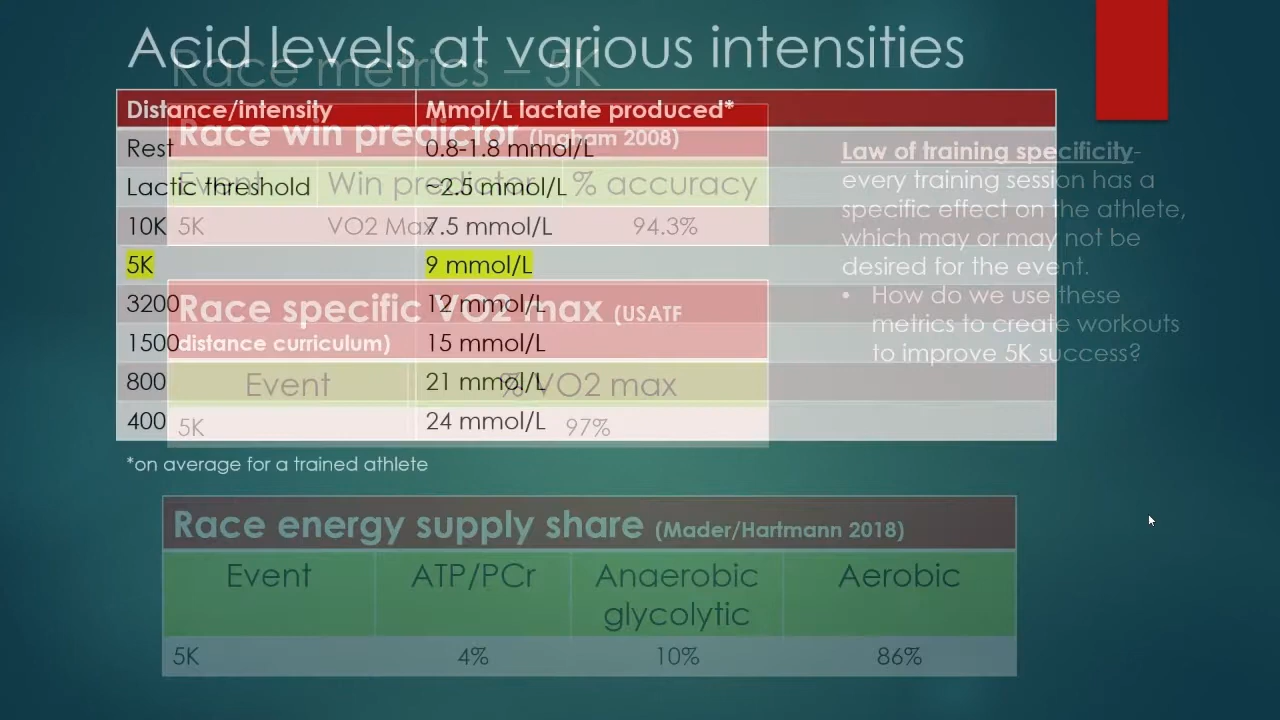 Acid levels at various intensities
Distance/intensity Mmol/L lactate produced*
Rest 0.8-1.8 mmol/L
Lactic threshold ~2.5 mmol/L
10K 7.5 mmol/L
5K 9 mmol/L
3200 12 mmol/L
1500 15 mmol/L
800 21 mmol/L
400 24 mmol/L
*on average for a trained athlete
Race metrics – 5K
Race win predictor (Ingham 2008)
Event Win predictor % accuracy
5K VO2 Max 94.3%
Race specific VO2 max (USATF
distance curriculum)
Event % VO2 max
5K 97%
Law of training specificity-
every training session has a
specific effect on the athlete,
which may or may not be
desired for the event.
• How do we use these
metrics to create workouts
to improve 5K success?
Race energy supply share (Mader/Hartmann 2018)
Event ATP/PCr Anaerobic Aerobic
glycolytic
5K 4% 10% 86%